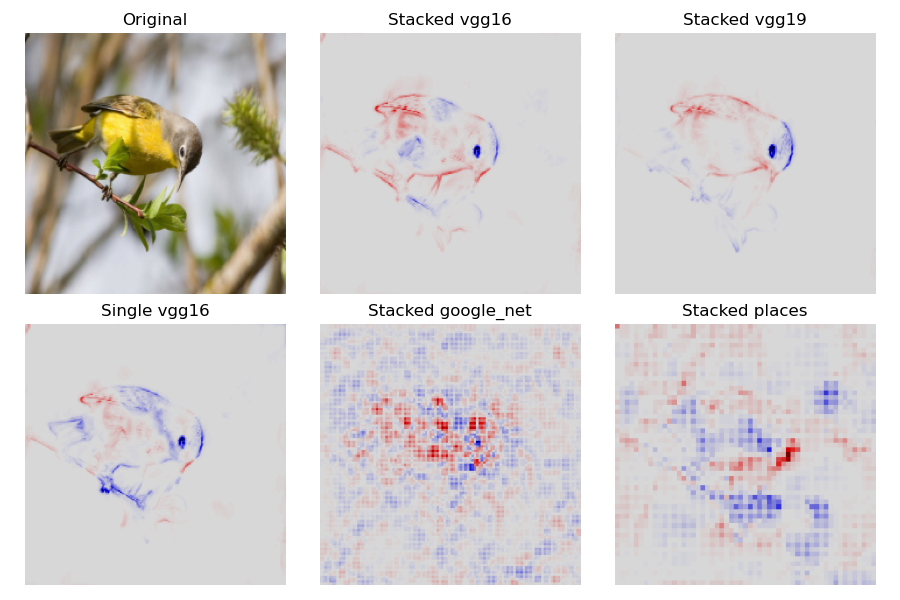 Original
Stacked vgg16
Stacked vgg19
Single vgg16
Stacked google_net
Stacked places